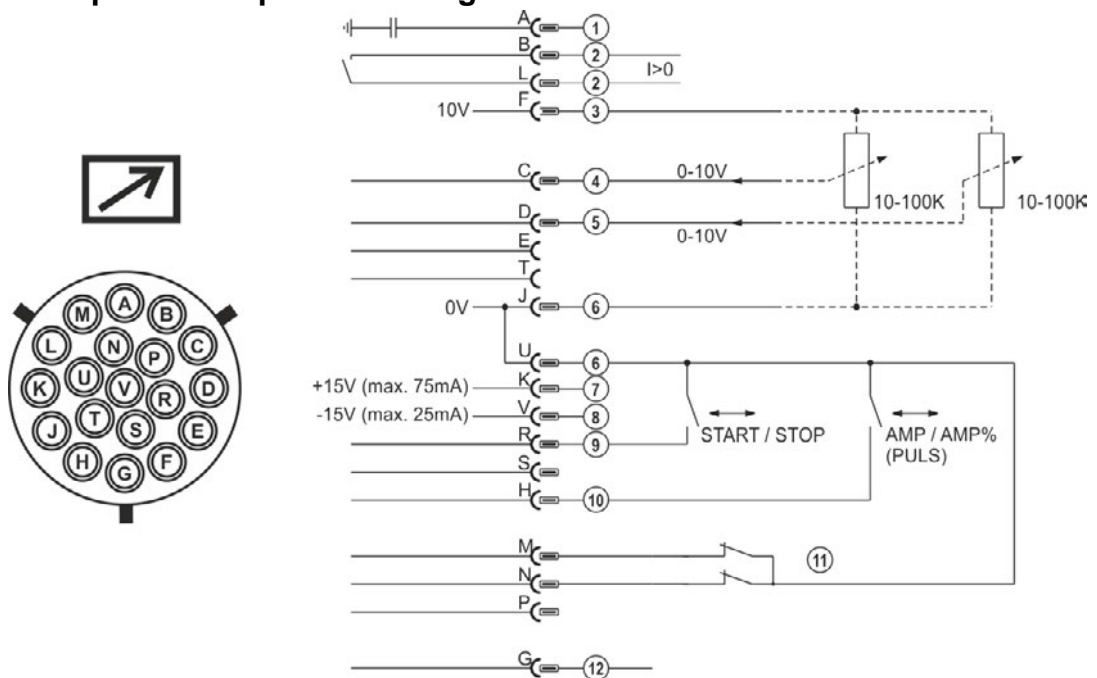 A 1
B 2
I>0
L 2
10V F 3
C 4 0-10V
10-100K 10-100K
D 5
0-10V
E
T
0V J 6
U 6
+15V (max. 75mA) K 7
-15V (max. 25mA) V 8
START / STOP AMP / AMP%
(PULS)
R 9
S
H 10
M 11
N
P
G 12
A
M B
N
L P C
U
K V D
R
T
J S E
H F
G